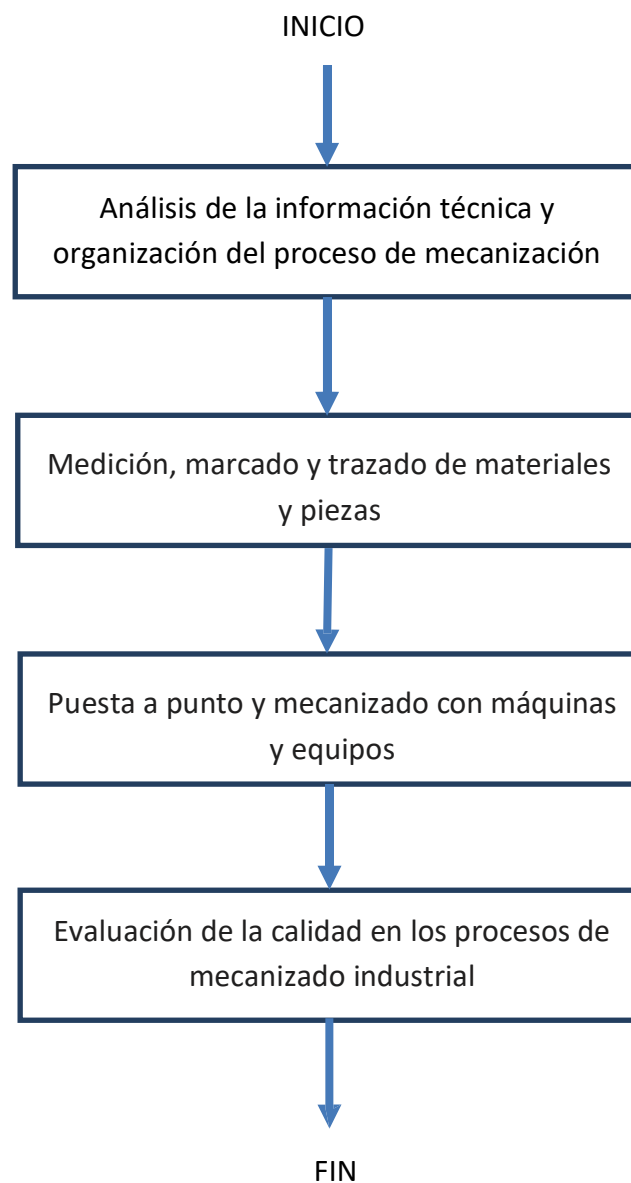 INICIO
Análisis de la información técnica y
organización del proceso de mecanización
Medición, marcado y trazado de materiales
y piezas
Puesta a punto y mecanizado con máquinas
y equipos
Evaluación de la calidad en los procesos de
mecanizado industrial
FIN